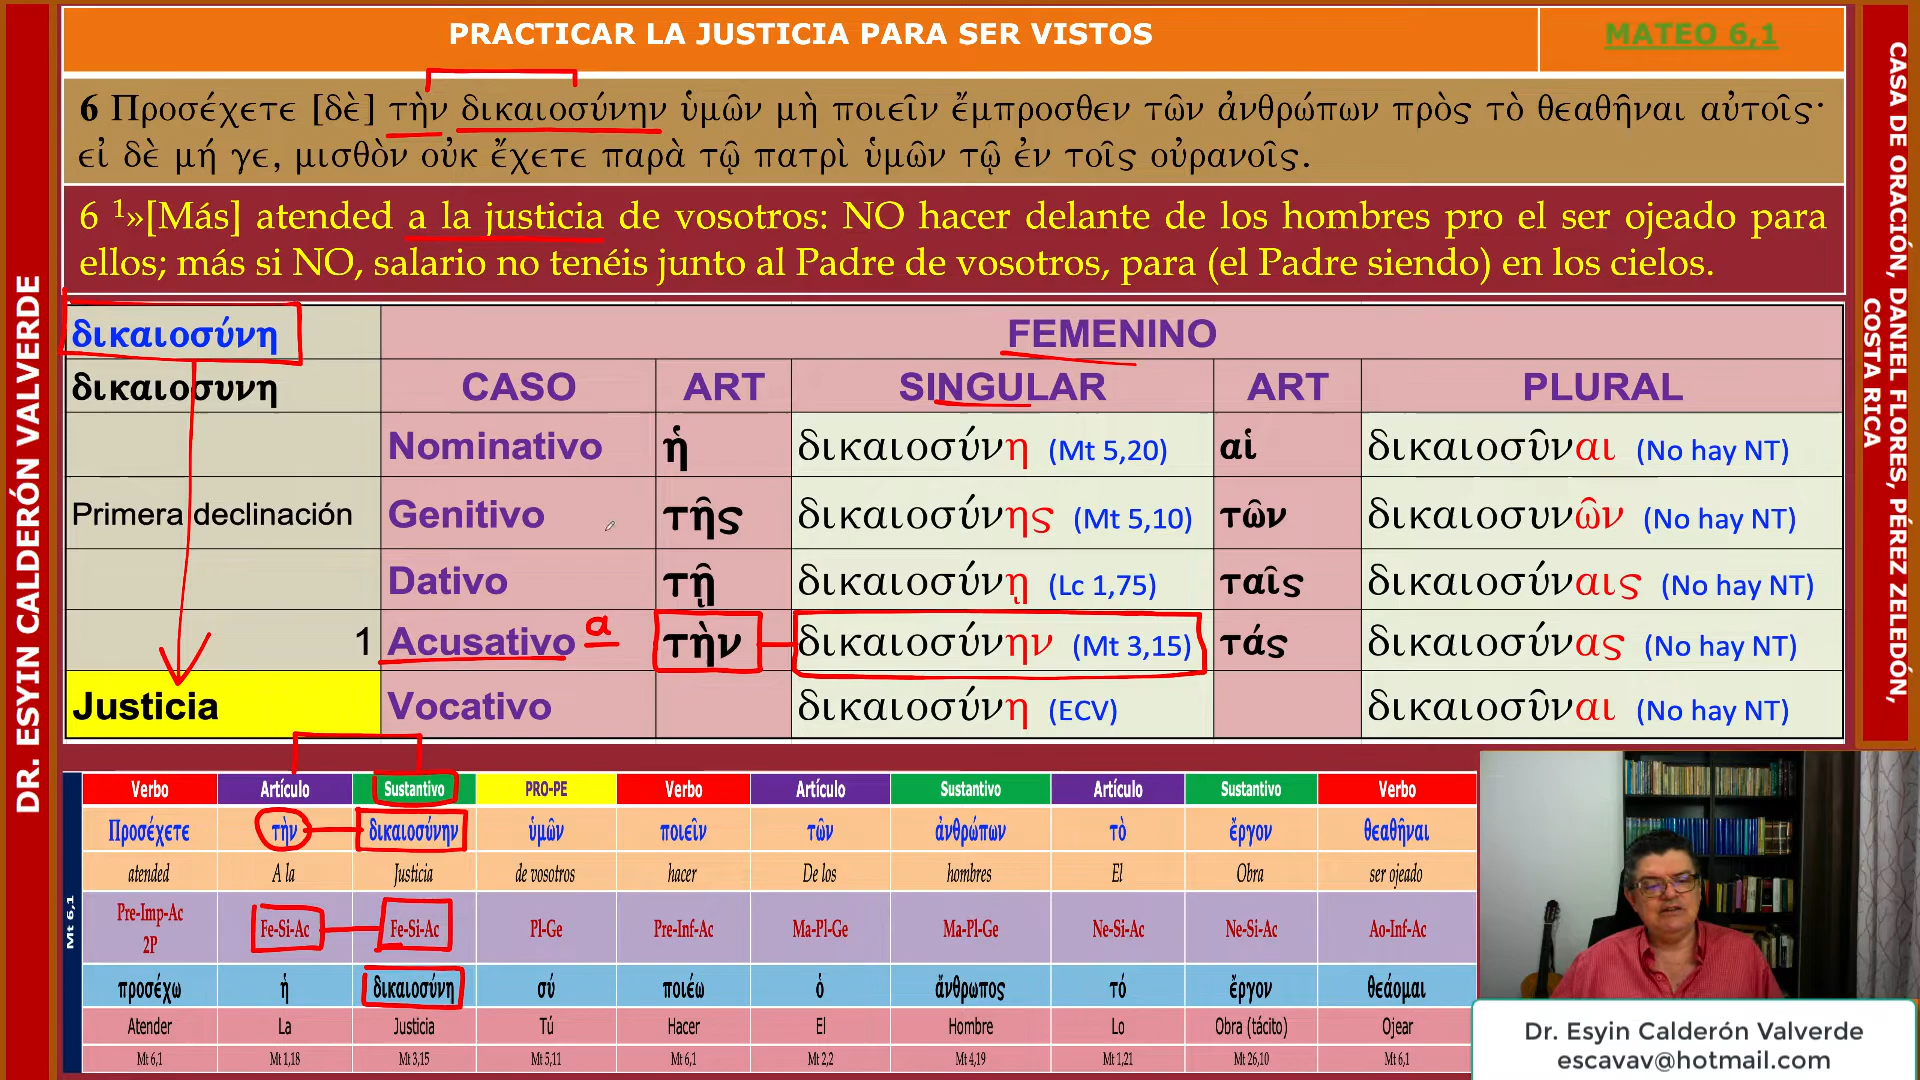 PRACTICAR LA JUSTICIA PARA SER VISTOS
MATEO 6,1
6 Προσέχετε [δὲ] τὴν δικαιοσύνην ὑμῶν μὴ ποιεῖν ἔμπροσθεν τῶν ἀνθρώπων πρὸς τὸ θεαθῆναι αὐτοῖς·
εἰ δὲ μή γε, μισθὸν οὐκ ἔχετε παρὰ τῷ πατρὶ ὑμῶν τῷ ἐν τοῖς οὐρανοῖς.
6 ¹»[Más] atended a la justicia de vosotros: NO hacer delante de los hombres pro el ser ojeado para
ellos; más si NO, salario no tenéis junto al Padre de vosotros, para (el Padre siendo) en los cielos.
δικαιοσύνη FEMENINO
δικαιοσυνη CASO ART SINGULAR ART PLURAL
Nominativo ἡ δικαιοσύνη (Mt 5,20) αἱ δικαιοσῦναι (No hay NT)
Primera declinación Genitivo τῆς δικαιοσύνης (Mt 5,10) τῶν δικαιοσυνῶν (No hay NT)
Dativo τῇ δικαιοσύνῃ (Lc 1,75) ταῖς δικαιοσύναις (No hay NT)
1 Acusativo a τὴν δικαιοσύνην (Mt 3,15) τάς δικαιοσύνας (No hay NT)
Justicia Vocativo δικαιοσύνη (ECV) δικαιοσῦναι (No hay NT)
Mt 6,1
Verbo Artículo Sustantivo PRO-PE Verbo Artículo Sustantivo Artículo Sustantivo Verbo
Προσέχετε τὴν δικαιοσύνην ὑμῶν ποιεῖν τῶν ἀνθρώπων τὸ ἔργον θεαθῆναι
atended A la Justicia de vosotros hacer De los hombres El Obra ser ojeado
Pre-Imp-Ac Fe-Si-Ac Fe-Si-Ac Pl-Ge Pre-Inf-Ac Ma-Pl-Ge Ma-Pl-Ge Ne-Si-Ac Ne-Si-Ac Ao-Inf-Ac
2P
προσέχω ἡ δικαιοσύνη σύ ποιέω ὁ ἄνθρωπος τό ἔργον θεάομαι
Atender La Justicia Tú Hacer El Hombre Lo Obra (tácito) Ojear
Mt 6,1 Mt 1,18 Mt 3,15 Mt 5,11 Mt 6,1 Mt 2,2 Mt 4,19 Mt 1,21 Mt 26,10 Mt 6,1
DR. ESYIN CALDERÓN VALVERDE
CASA DE ORACIÓN, DANIEL FLORES, PÉREZ ZELEDÓN,
COSTA RICA
Dr. Esyin Calderón Valverde
escavav@hotmail.com